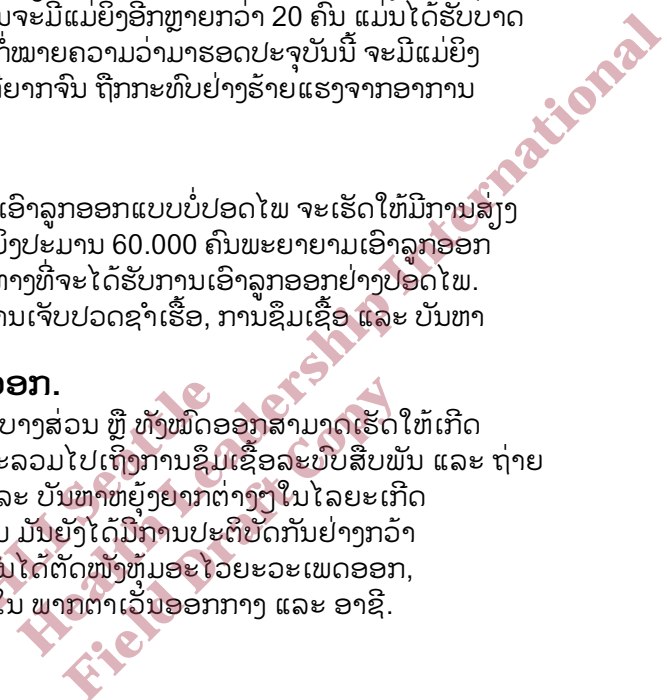 ນຈະມີແມ່ຍິງອີກຫຼາຍກວ່າ 20 ຄົນ ແມ່ນໄດ້ຮັບບາດ
ກໍ່ໝາຍຄວາມວ່າມາຮອດປະຈຸບັນນີ້ ຈະມີແມ່ຍິງ
ຍາກຈົນ ຖືກກະທົບຢ່າງຮ້າຍແຮງຈາກອາການ
ເອົາລູກອອກແບບບໍ່ປອດໄພ ຈະເຮັດໃຫ້ມີການສ່ຽງ
ຍິງປະມານ 60.000 ຄົນພະຍາຍາມເອົາລູກອອກ
ທາງທີ່ຈະໄດ້ຮັບການເອົາລູກອອກຢ່າງປອດໄພ.
ານເຈັບປວດຊຳເຮື້ອ, ການຊຶມເຊື້ອ ແລະ ບັນຫາ
ອອກ.
ບາງສ່ວນ ຫຼື ທັງໝົດອອກສາມາດເຮັດໃຫ້ເກີດ
ະລວມໄປເຖິງການຊຶມເຊື້ອລະບົບສືບພັນ ແລະ ຖ່າຍ
ລະ ບັນຫາຫຍຸ້ງຍາກຕ່າງໆໃນໄລຍະເກີດ
ມັນຍັງໄດ້ມີການປະຕິບັດກັນຢ່າງກວ້າ
ນໄດ້ຕັດໜັງຫຸ້ມອະໄວຍະວະເພດອອກ,
ໃນ ພາກຕາເວັນອອກກາງ ແລະ ອາຊີ.
HLI Seattle
Health Leadership International
Field Draft Copy